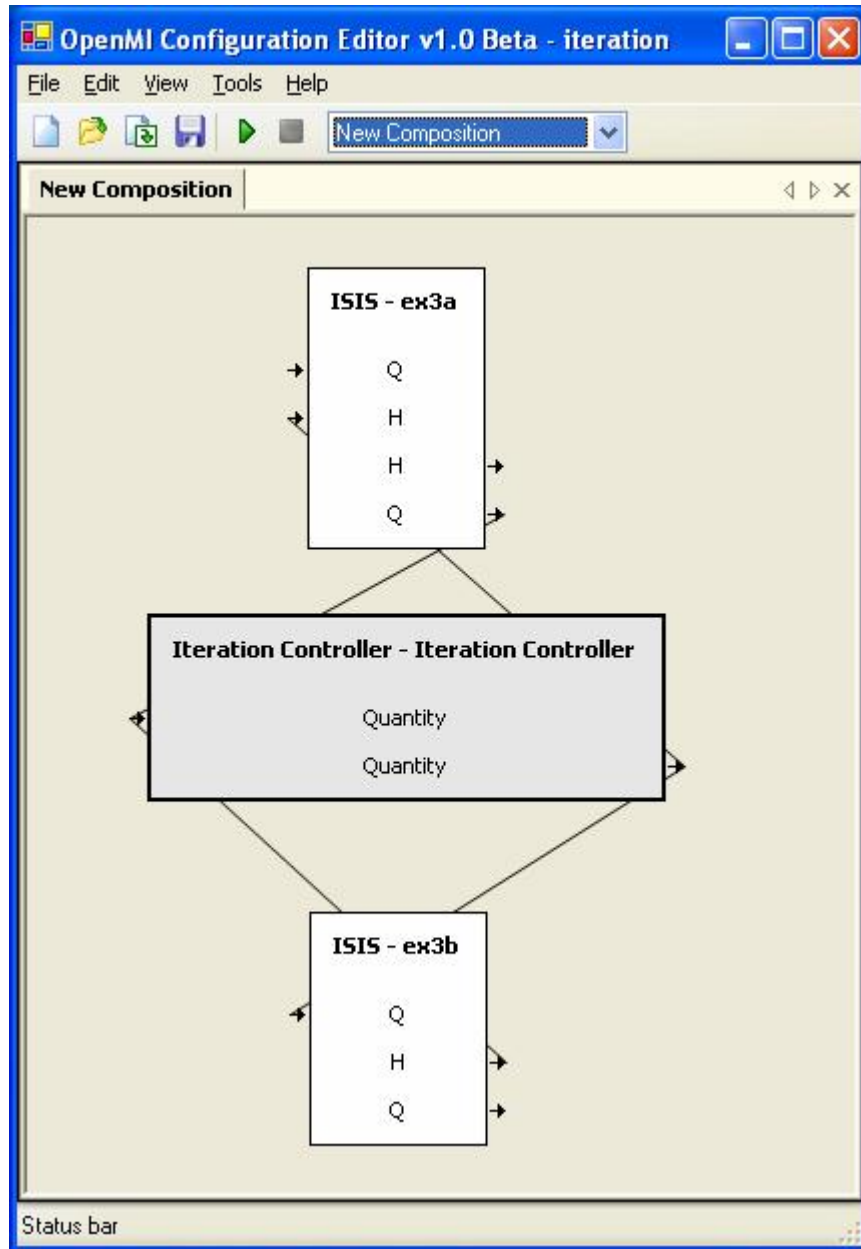 OpenMI Configuration Editor v1.0 Beta - iteration
File Edit View Tools Help
New Composition
New Composition
ISIS - ex3a
Q
H
H
Q
Iteration Controller - Iteration Controller
Quantity
Quantity
ISIS - ex3b
Q
H
Q
Status bar